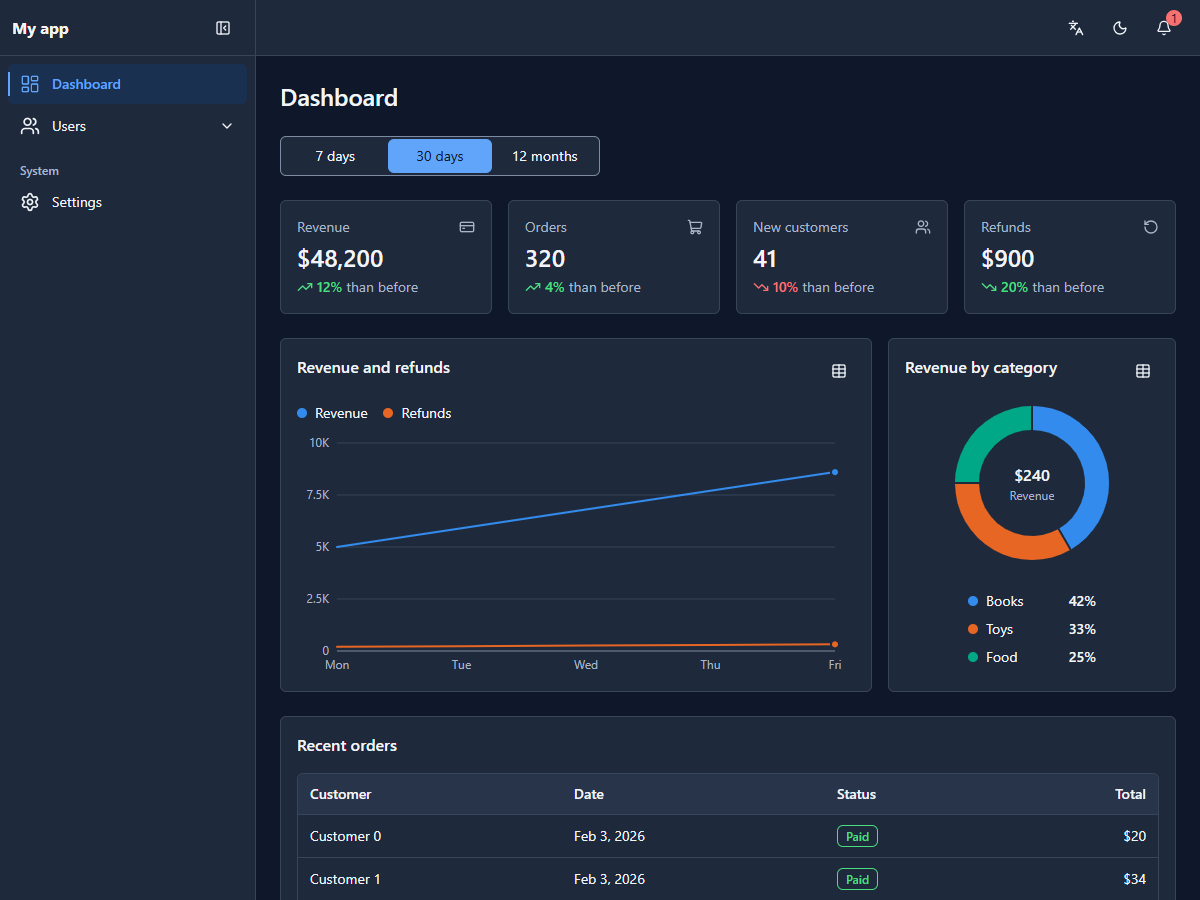 My app
1
Dashboard
Users
System
Settings
Dashboard
7 days 30 days 12 months
Revenue
$48,200
12% than before
Orders
320
4% than before
New customers
41
10% than before
Refunds
$900
20% than before
Revenue and refunds
Revenue Refunds
10K
7.5K
5K
2.5K
0
Mon Tue Wed Thu Fri
Revenue by category
$240
Revenue
Books 42%
Toys 33%
Food 25%
Recent orders
Customer Date Status Total
Customer 0 Feb 3, 2026 Paid $20
Customer 1 Feb 3, 2026 Paid $34